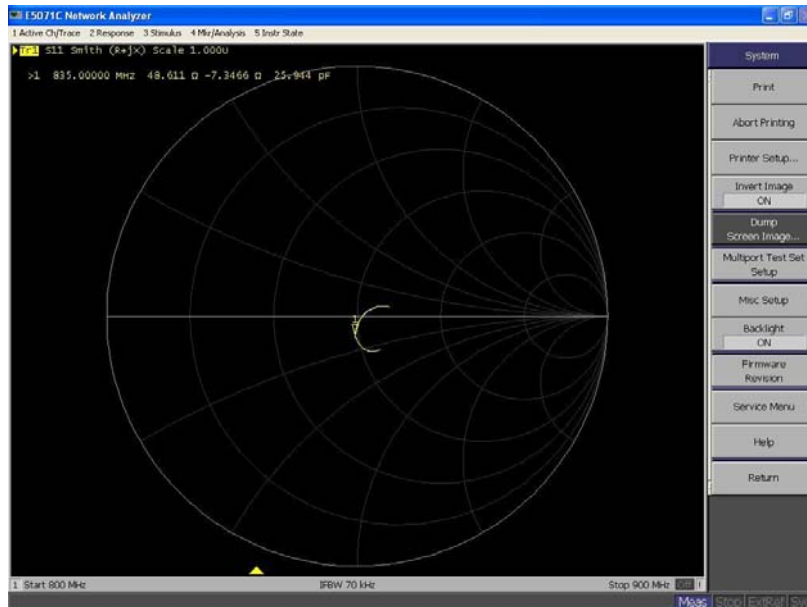 E5071C Network Analyzer
1 Active Ch/Trace 2 Response 3 Stimulus 4 Mkr/Analysis 5 Instr State
Tr1 S11 Smith (R+jX) Scale 1.000U
>1 835.00000 MHz 48.611 Ω -7.3466 Ω 25.944 pF
1
System
Print
Abort Printing
Printer Setup...
Invert Image
ON
Dump
Screen Image...
Multiport Test Set
Setup
Misc Setup
Backlight
ON
Firmware
Revision
Service Menu
Help
Return
1 Start 800 MHz IFBW 70 kHz Stop 900 MHz Off !
Meas Stop ExtRef Svc